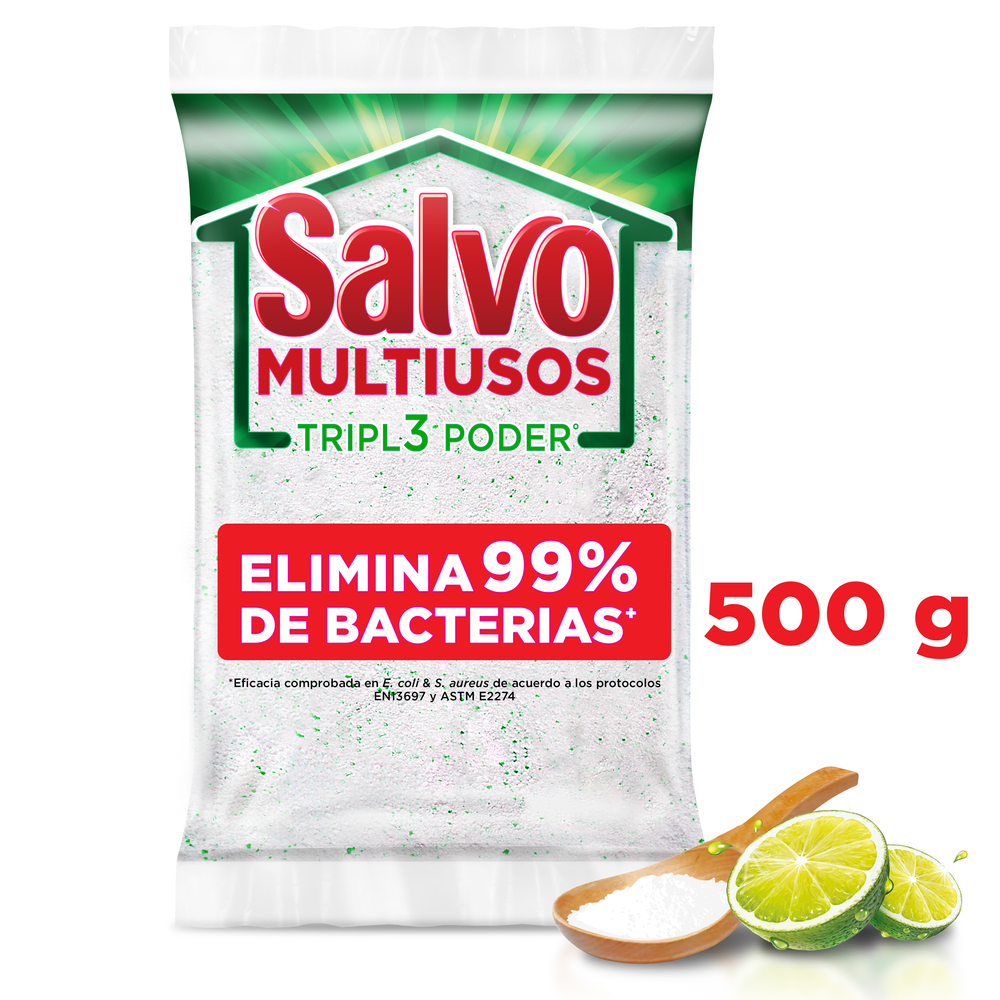 Salvo
MULTIUSOS
TRIPL3 PODER°
ELIMINA 99%
DE BACTERIAS+
500 g
*Eficacia comprobada en E. coli & S. aureus de acuerdo a los protocolos
EN13697 y ASTM E2274